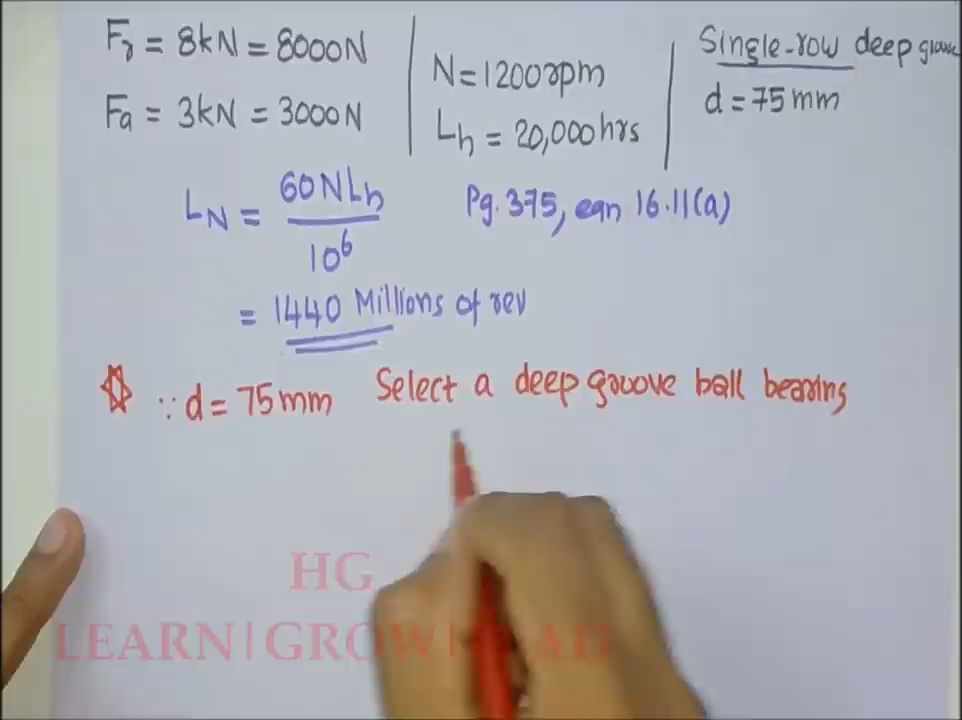 Fr = 8kN = 8000N
Fa = 3kN = 3000N
N = 1200rpm
Lh = 20,000hrs
Single-row deep groove
d = 75 mm
LN = 60NLh / 10^6
Pg. 375, eqn 16.11(a)
= 1440 Millions of rev
∵ d = 75mm Select a deep groove ball bearing
HG
LEARN|GROW|